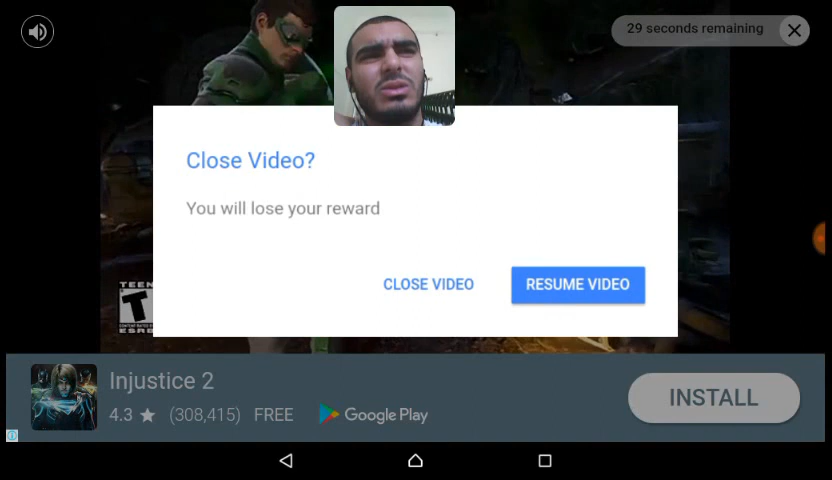 29 seconds remaining
Close Video?
You will lose your reward
CLOSE VIDEO
RESUME VIDEO
TEEN
T
ESRB
Injustice 2
4.3 ★ (308,415) FREE Google Play
INSTALL